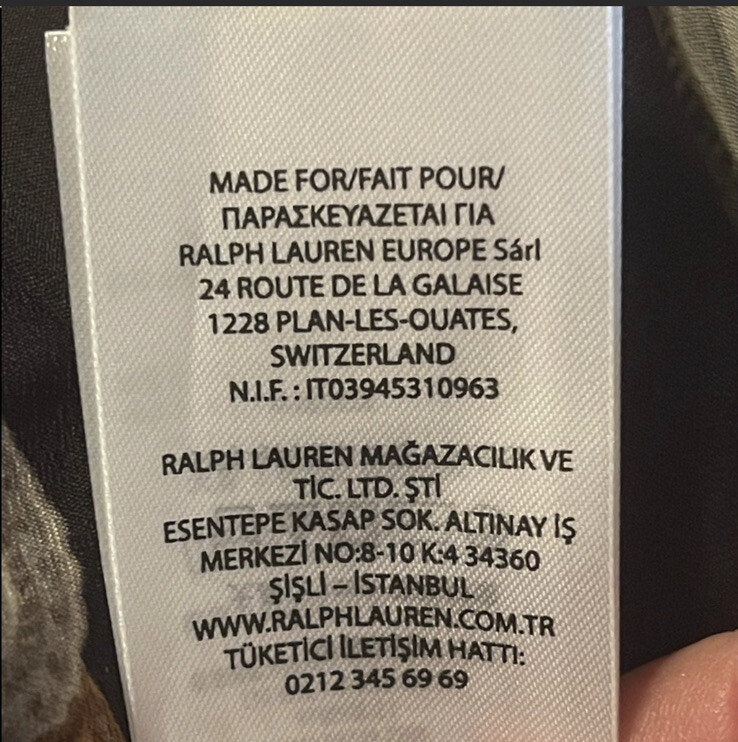 MADE FOR/FAIT POUR/
ΠΑΡΑΣΚΕΥΑΖΕΤΑΙ ΓΙΑ
RALPH LAUREN EUROPE Sárl
24 ROUTE DE LA GALAISE
1228 PLAN-LES-OUATES,
SWITZERLAND
N.I.F. : IT03945310963
RALPH LAUREN MAĞAZACILIK VE
TİC. LTD. ŞTİ
ESENTEPE KASAP SOK. ALTINAY İŞ
MERKEZİ NO:8-10 K:4 34360
ŞİŞLİ – İSTANBUL
WWW.RALPHLAUREN.COM.TR
TÜKETİCİ İLETİŞİM HATTI:
0212 345 69 69